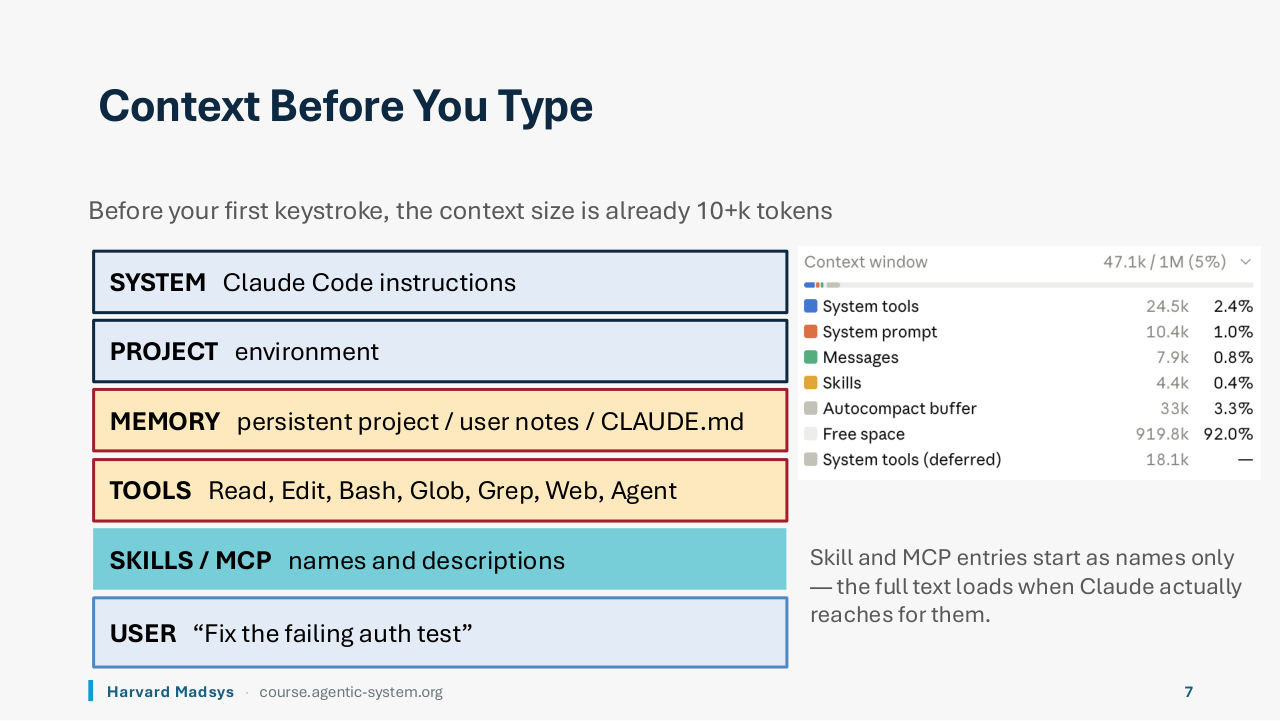 Context Before You Type
Before your first keystroke, the context size is already 10+k tokens
SYSTEM Claude Code instructions
PROJECT environment
MEMORY persistent project / user notes / CLAUDE.md
TOOLS Read, Edit, Bash, Glob, Grep, Web, Agent
SKILLS / MCP names and descriptions
USER “Fix the failing auth test”
Context window 47.1k / 1M (5%)
System tools 24.5k 2.4%
System prompt 10.4k 1.0%
Messages 7.9k 0.8%
Skills 4.4k 0.4%
Autocompact buffer 33k 3.3%
Free space 919.8k 92.0%
System tools (deferred) 18.1k —
Skill and MCP entries start as names only
— the full text loads when Claude actually
reaches for them.
Harvard Madsys · course.agentic-system.org
7